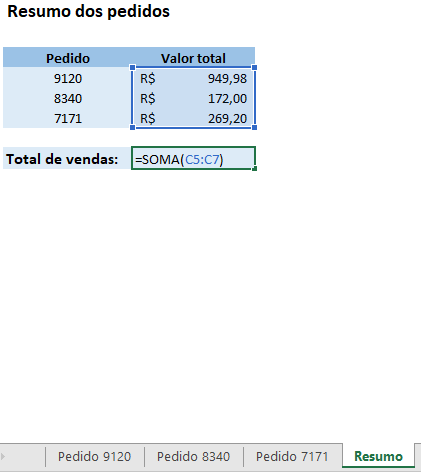 Resumo dos pedidos
Pedido Valor total
9120 R$ 949,98
8340 R$ 172,00
7171 R$ 269,20
Total de vendas: =SOMA(C5:C7)
Pedido 9120 Pedido 8340 Pedido 7171 Resumo